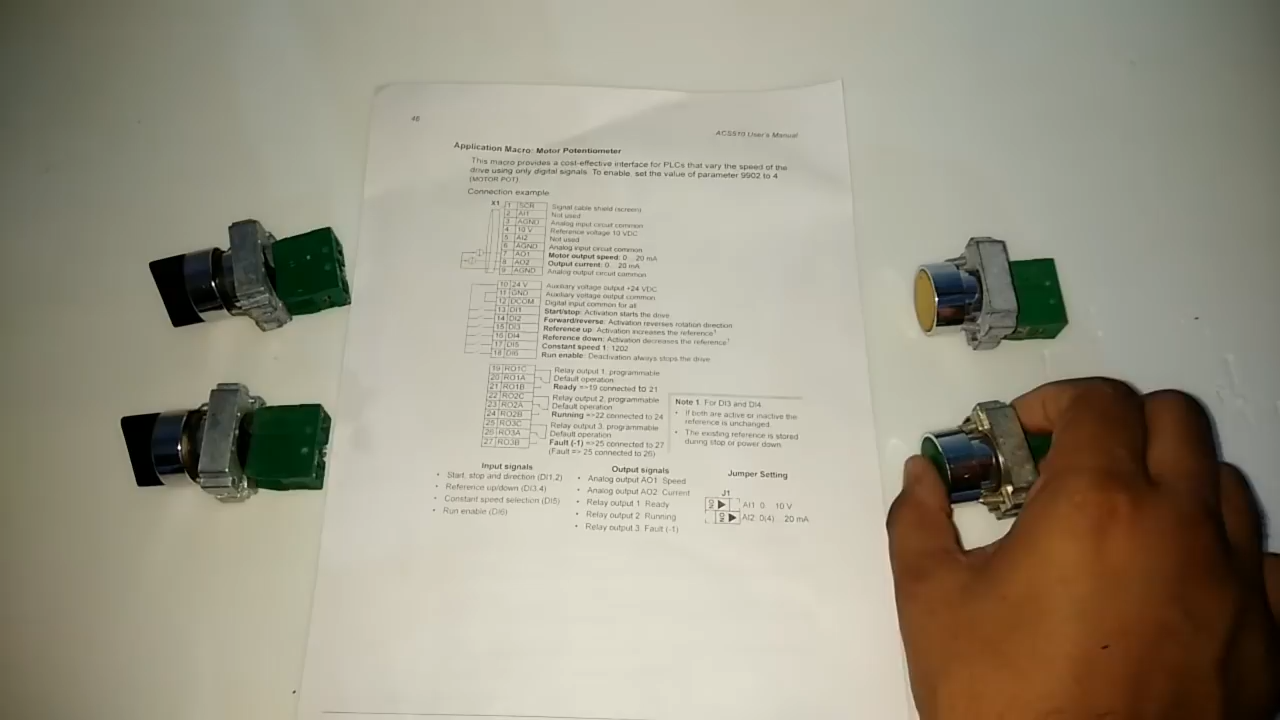 46
ACS510 User's Manual
Application Macro: Motor Potentiometer
This macro provides a cost-effective interface for PLCs that vary the speed of the
drive using only digital signals. To enable, set the value of parameter 9902 to 4
(MOTOR POT).
Connection example
X1
1 SCR Signal cable shield (screen)
2 AI1 Not used
3 AGND Analog input circuit common
4 10 V Reference voltage 10 VDC
5 AI2 Not used
6 AGND Analog input circuit common
7 AO1 Motor output speed: 0...20 mA
8 AO2 Output current: 0...20 mA
9 AGND Analog output circuit common
10 24 V Auxiliary voltage output +24 VDC
11 GND Auxiliary voltage output common
12 DCOM Digital input common for all
13 DI1 Start/stop: Activation starts the drive
14 DI2 Forward/reverse: Activation reverses rotation direction
15 DI3 Reference up: Activation increases the reference¹
16 DI4 Reference down: Activation decreases the reference¹
17 DI5 Constant speed 1: 1202
18 DI6 Run enable: Deactivation always stops the drive
19 RO1C Relay output 1, programmable
20 RO1A Default operation:
21 RO1B Ready =>19 connected to 21
22 RO2C Relay output 2, programmable
23 RO2A Default operation:
24 RO2B Running =>22 connected to 24
25 RO3C Relay output 3, programmable
26 RO3A Default operation:
27 RO3B Fault (-1) =>25 connected to 27
(Fault => 25 connected to 26)
Note 1. For DI3 and DI4:
• If both are active or inactive the
reference is unchanged.
• The existing reference is stored
during stop or power down.
Input signals
• Start, stop and direction (DI1,2)
• Reference up/down (DI3,4)
• Constant speed selection (DI5)
• Run enable (DI6)
Output signals
• Analog output AO1: Speed
• Analog output AO2: Current
• Relay output 1: Ready
• Relay output 2: Running
• Relay output 3: Fault (-1)
Jumper Setting
J1
ON AI1: 0...10 V
ON AI2: 0(4)...20 mA